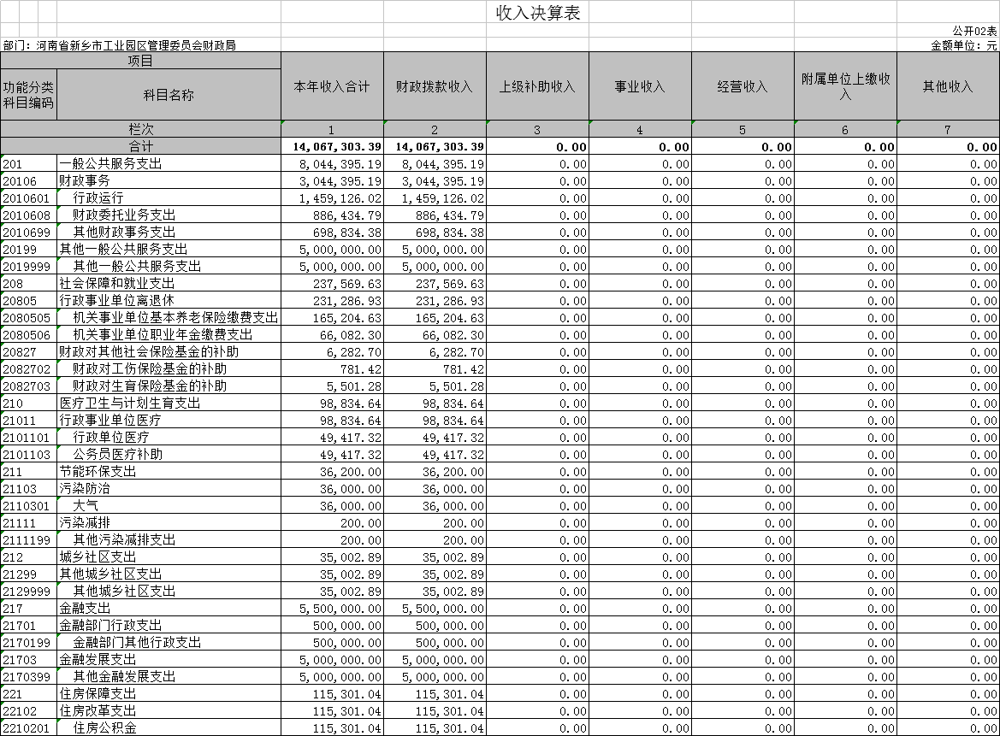 收入决算表
公开02表
部门：河南省新乡市工业园区管理委员会财政局 金额单位：元
项目 本年收入合计 财政拨款收入 上级补助收入 事业收入 经营收入 附属单位上缴收入 其他收入
功能分类科目编码 科目名称
栏次 1 2 3 4 5 6 7
合计 14,067,303.39 14,067,303.39 0.00 0.00 0.00 0.00 0.00
201 一般公共服务支出 8,044,395.19 8,044,395.19 0.00 0.00 0.00 0.00 0.00
20106 财政事务 3,044,395.19 3,044,395.19 0.00 0.00 0.00 0.00 0.00
2010601 行政运行 1,459,126.02 1,459,126.02 0.00 0.00 0.00 0.00 0.00
2010608 财政委托业务支出 886,434.79 886,434.79 0.00 0.00 0.00 0.00 0.00
2010699 其他财政事务支出 698,834.38 698,834.38 0.00 0.00 0.00 0.00 0.00
20199 其他一般公共服务支出 5,000,000.00 5,000,000.00 0.00 0.00 0.00 0.00 0.00
2019999 其他一般公共服务支出 5,000,000.00 5,000,000.00 0.00 0.00 0.00 0.00 0.00
208 社会保障和就业支出 237,569.63 237,569.63 0.00 0.00 0.00 0.00 0.00
20805 行政事业单位离退休 231,286.93 231,286.93 0.00 0.00 0.00 0.00 0.00
2080505 机关事业单位基本养老保险缴费支出 165,204.63 165,204.63 0.00 0.00 0.00 0.00 0.00
2080506 机关事业单位职业年金缴费支出 66,082.30 66,082.30 0.00 0.00 0.00 0.00 0.00
20827 财政对其他社会保险基金的补助 6,282.70 6,282.70 0.00 0.00 0.00 0.00 0.00
2082702 财政对工伤保险基金的补助 781.42 781.42 0.00 0.00 0.00 0.00 0.00
2082703 财政对生育保险基金的补助 5,501.28 5,501.28 0.00 0.00 0.00 0.00 0.00
210 医疗卫生与计划生育支出 98,834.64 98,834.64 0.00 0.00 0.00 0.00 0.00
21011 行政事业单位医疗 98,834.64 98,834.64 0.00 0.00 0.00 0.00 0.00
2101101 行政单位医疗 49,417.32 49,417.32 0.00 0.00 0.00 0.00 0.00
2101103 公务员医疗补助 49,417.32 49,417.32 0.00 0.00 0.00 0.00 0.00
211 节能环保支出 36,200.00 36,200.00 0.00 0.00 0.00 0.00 0.00
21103 污染防治 36,000.00 36,000.00 0.00 0.00 0.00 0.00 0.00
2110301 大气 36,000.00 36,000.00 0.00 0.00 0.00 0.00 0.00
21111 污染减排 200.00 200.00 0.00 0.00 0.00 0.00 0.00
2111199 其他污染减排支出 200.00 200.00 0.00 0.00 0.00 0.00 0.00
212 城乡社区支出 35,002.89 35,002.89 0.00 0.00 0.00 0.00 0.00
21299 其他城乡社区支出 35,002.89 35,002.89 0.00 0.00 0.00 0.00 0.00
2129999 其他城乡社区支出 35,002.89 35,002.89 0.00 0.00 0.00 0.00 0.00
217 金融支出 5,500,000.00 5,500,000.00 0.00 0.00 0.00 0.00 0.00
21701 金融部门行政支出 500,000.00 500,000.00 0.00 0.00 0.00 0.00 0.00
2170199 金融部门其他行政支出 500,000.00 500,000.00 0.00 0.00 0.00 0.00 0.00
21703 金融发展支出 5,000,000.00 5,000,000.00 0.00 0.00 0.00 0.00 0.00
2170399 其他金融发展支出 5,000,000.00 5,000,000.00 0.00 0.00 0.00 0.00 0.00
221 住房保障支出 115,301.04 115,301.04 0.00 0.00 0.00 0.00 0.00
22102 住房改革支出 115,301.04 115,301.04 0.00 0.00 0.00 0.00 0.00
2210201 住房公积金 115,301.04 115,301.04 0.00 0.00 0.00 0.00 0.00